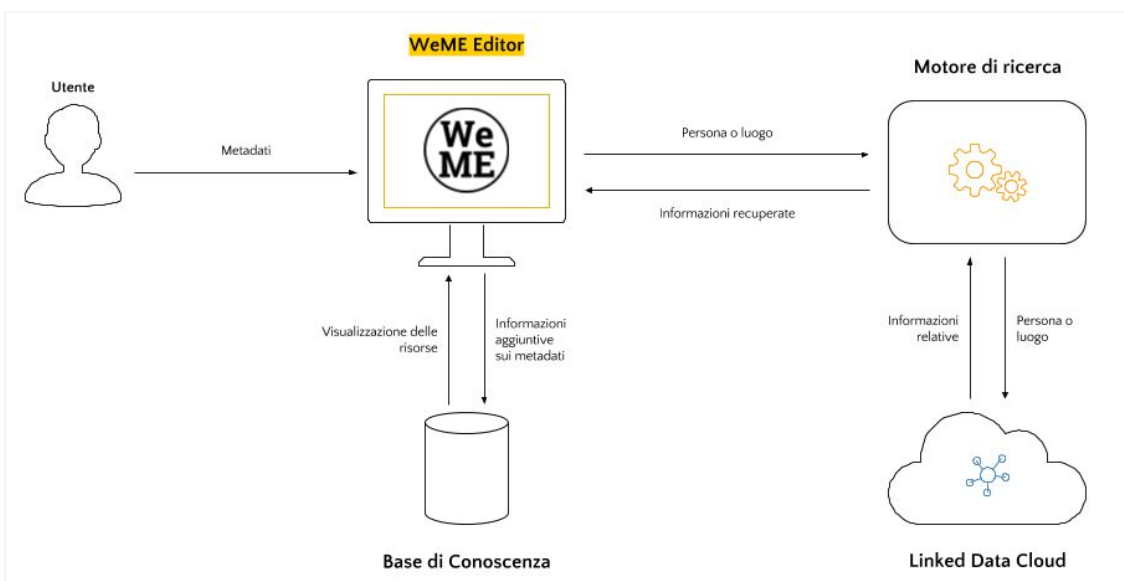 WeME Editor
Motore di ricerca
Utente
We
ME
Metadati
Persona o luogo
Informazioni recuperate
Visualizzazione delle
risorse
Informazioni
aggiuntive
sui metadati
Informazioni
relative
Persona o
luogo
Base di Conoscenza
Linked Data Cloud